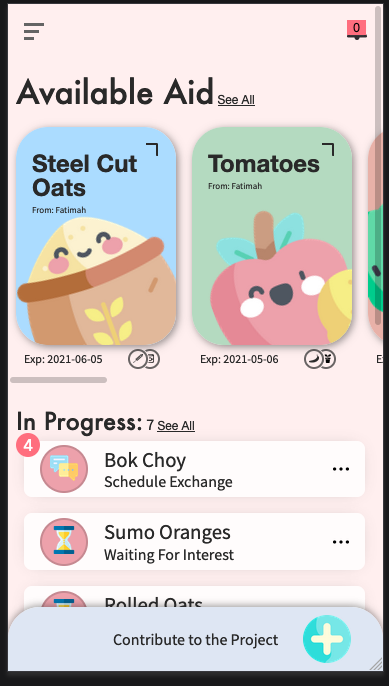 0
Available Aid See All
Steel Cut
Oats
From: Fatimah
Tomatoes
From: Fatimah
Exp: 2021-06-05
Exp: 2021-05-06
In Progress: 7 See All
4
Bok Choy
Schedule Exchange
Sumo Oranges
Waiting For Interest
Rolled Oats
Contribute to the Project